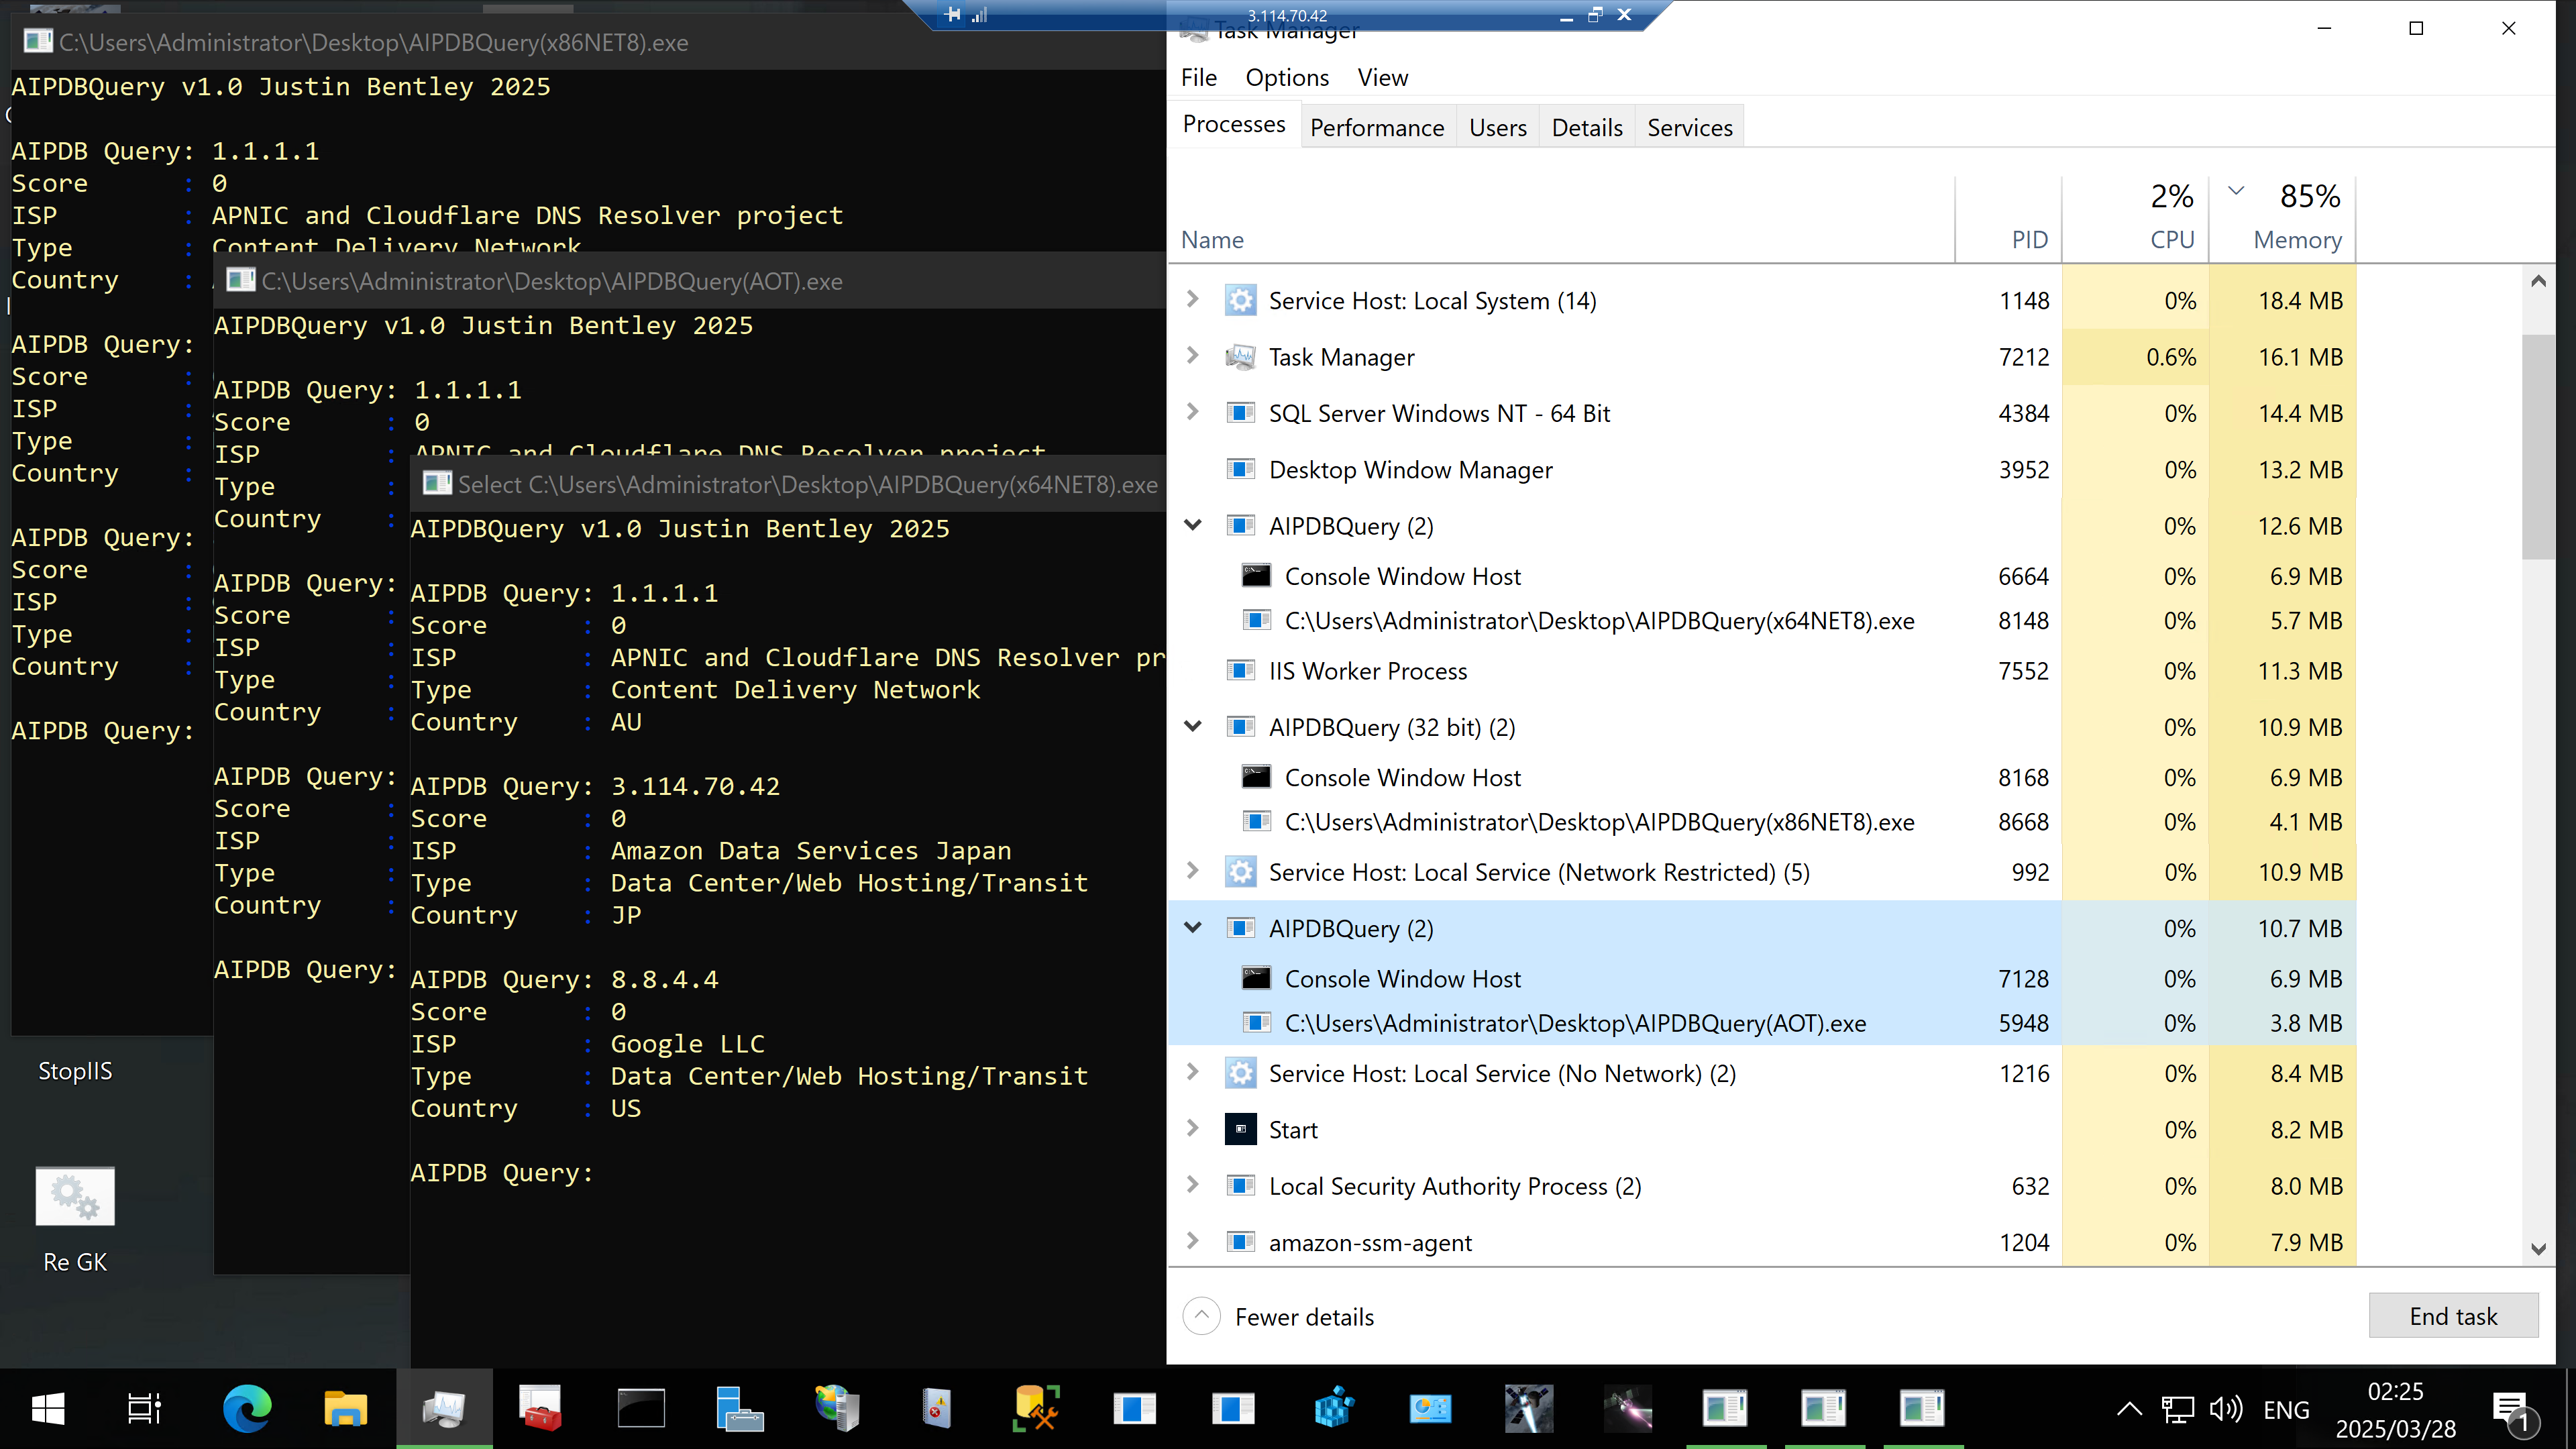 3.114.70.42
C:\Users\Administrator\Desktop\AIPDBQuery(x86NET8).exe
AIPDBQuery v1.0 Justin Bentley 2025
AIPDB Query: 1.1.1.1
Score : 0
ISP : APNIC and Cloudflare DNS Resolver project
Type : Content Delivery Network
Country :
AIPDB Query:
Score :
ISP :
Type :
Country :
AIPDB Query:
Score :
ISP :
Type :
Country :
AIPDB Query:
C:\Users\Administrator\Desktop\AIPDBQuery(AOT).exe
AIPDBQuery v1.0 Justin Bentley 2025
AIPDB Query: 1.1.1.1
Score : 0
ISP : APNIC and Cloudflare DNS Resolver project
Type :
Country :
AIPDB Query:
Score :
ISP :
Type :
Country :
AIPDB Query:
Score :
ISP :
Type :
Country :
AIPDB Query:
Select C:\Users\Administrator\Desktop\AIPDBQuery(x64NET8).exe
AIPDBQuery v1.0 Justin Bentley 2025
AIPDB Query: 1.1.1.1
Score : 0
ISP : APNIC and Cloudflare DNS Resolver pr
Type : Content Delivery Network
Country : AU
AIPDB Query: 3.114.70.42
Score : 0
ISP : Amazon Data Services Japan
Type : Data Center/Web Hosting/Transit
Country : JP
AIPDB Query: 8.8.4.4
Score : 0
ISP : Google LLC
Type : Data Center/Web Hosting/Transit
Country : US
AIPDB Query:
StopIIS
Re GK
Task Manager
File Options View
Processes Performance Users Details Services
2% 85%
Name PID CPU Memory
Service Host: Local System (14) 1148 0% 18.4 MB
Task Manager 7212 0.6% 16.1 MB
SQL Server Windows NT - 64 Bit 4384 0% 14.4 MB
Desktop Window Manager 3952 0% 13.2 MB
AIPDBQuery (2) 0% 12.6 MB
Console Window Host 6664 0% 6.9 MB
C:\Users\Administrator\Desktop\AIPDBQuery(x64NET8).exe 8148 0% 5.7 MB
IIS Worker Process 7552 0% 11.3 MB
AIPDBQuery (32 bit) (2) 0% 10.9 MB
Console Window Host 8168 0% 6.9 MB
C:\Users\Administrator\Desktop\AIPDBQuery(x86NET8).exe 8668 0% 4.1 MB
Service Host: Local Service (Network Restricted) (5) 992 0% 10.9 MB
AIPDBQuery (2) 0% 10.7 MB
Console Window Host 7128 0% 6.9 MB
C:\Users\Administrator\Desktop\AIPDBQuery(AOT).exe 5948 0% 3.8 MB
Service Host: Local Service (No Network) (2) 1216 0% 8.4 MB
Start 0% 8.2 MB
Local Security Authority Process (2) 632 0% 8.0 MB
amazon-ssm-agent 1204 0% 7.9 MB
Fewer details
End task
ENG
02:25
2025/03/28
1